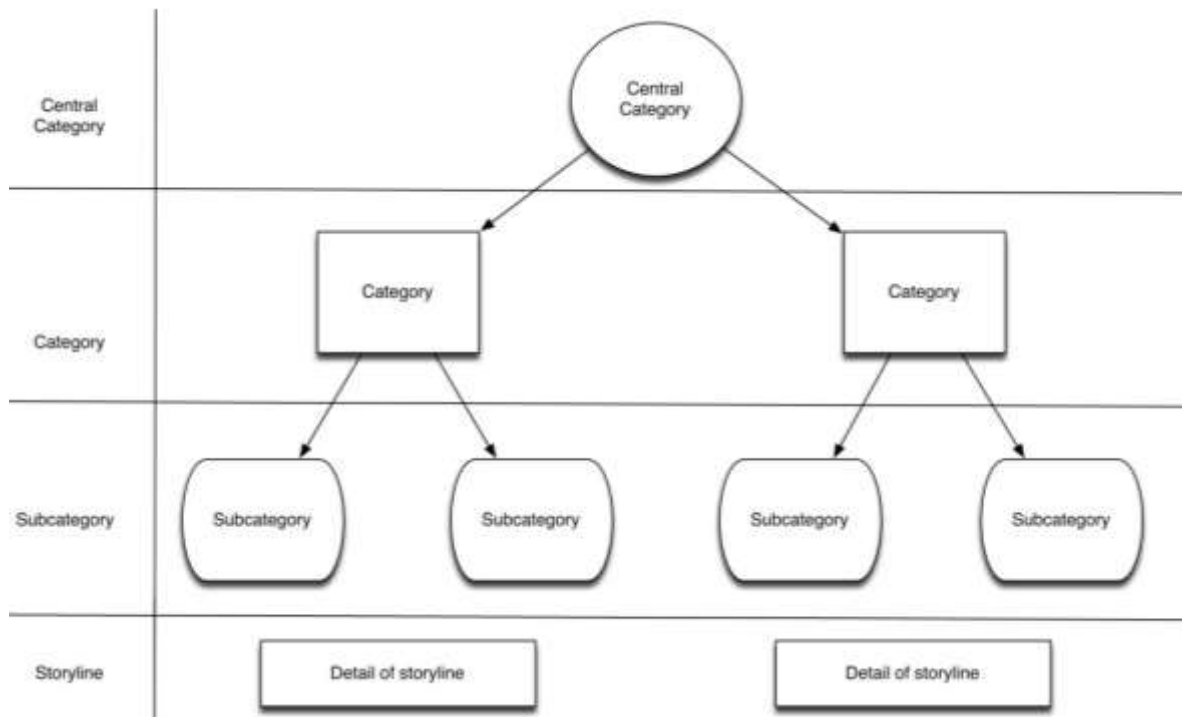 Central
Category
Central
Category
Category
Category
Category
Subcategory
Subcategory
Subcategory
Subcategory
Subcategory
Storyline
Detail of storyline
Detail of storyline